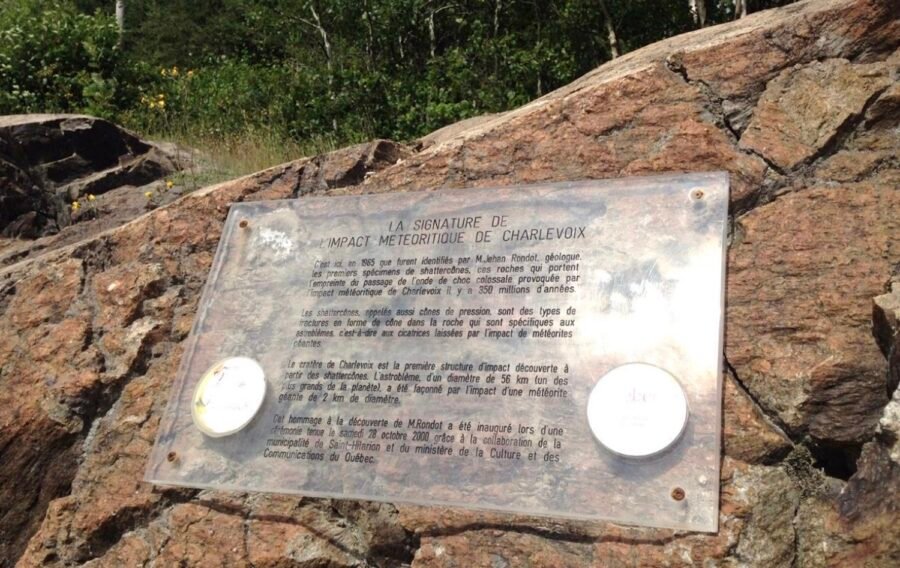 LA SIGNATURE DE
L'IMPACT MÉTÉORITIQUE DE CHARLEVOIX
C'est ici, en 1965 que furent identifiés par M.Jehan Rondot, géologue,
les premiers spécimens de shattercônes, ces roches qui portent
l'empreinte du passage de l'onde de choc colossale provoquée par
l'impact météoritique de Charlevoix il y a 350 millions d'années.
Les shattercônes, appelés aussi cônes de pression, sont des types de
fractures en forme de cône dans la roche qui sont spécifiques aux
astroblèmes, c'est-à-dire aux cicatrices laissées par l'impact de météorites
géantes.
Le cratère de Charlevoix est la première structure d'impact découverte à
partir des shattercônes. L'astroblème, d'un diamètre de 56 km (un des
plus grands de la planète), a été façonné par l'impact d'une météorite
géante de 2 km de diamètre.
Cet hommage à la découverte de M.Rondot a été inauguré lors d'une
cérémonie tenue le samedi 28 octobre 2000 grâce à la collaboration de la
municipalité de Saint-Hilarion et du ministère de la Culture et des
Communications du Québec.